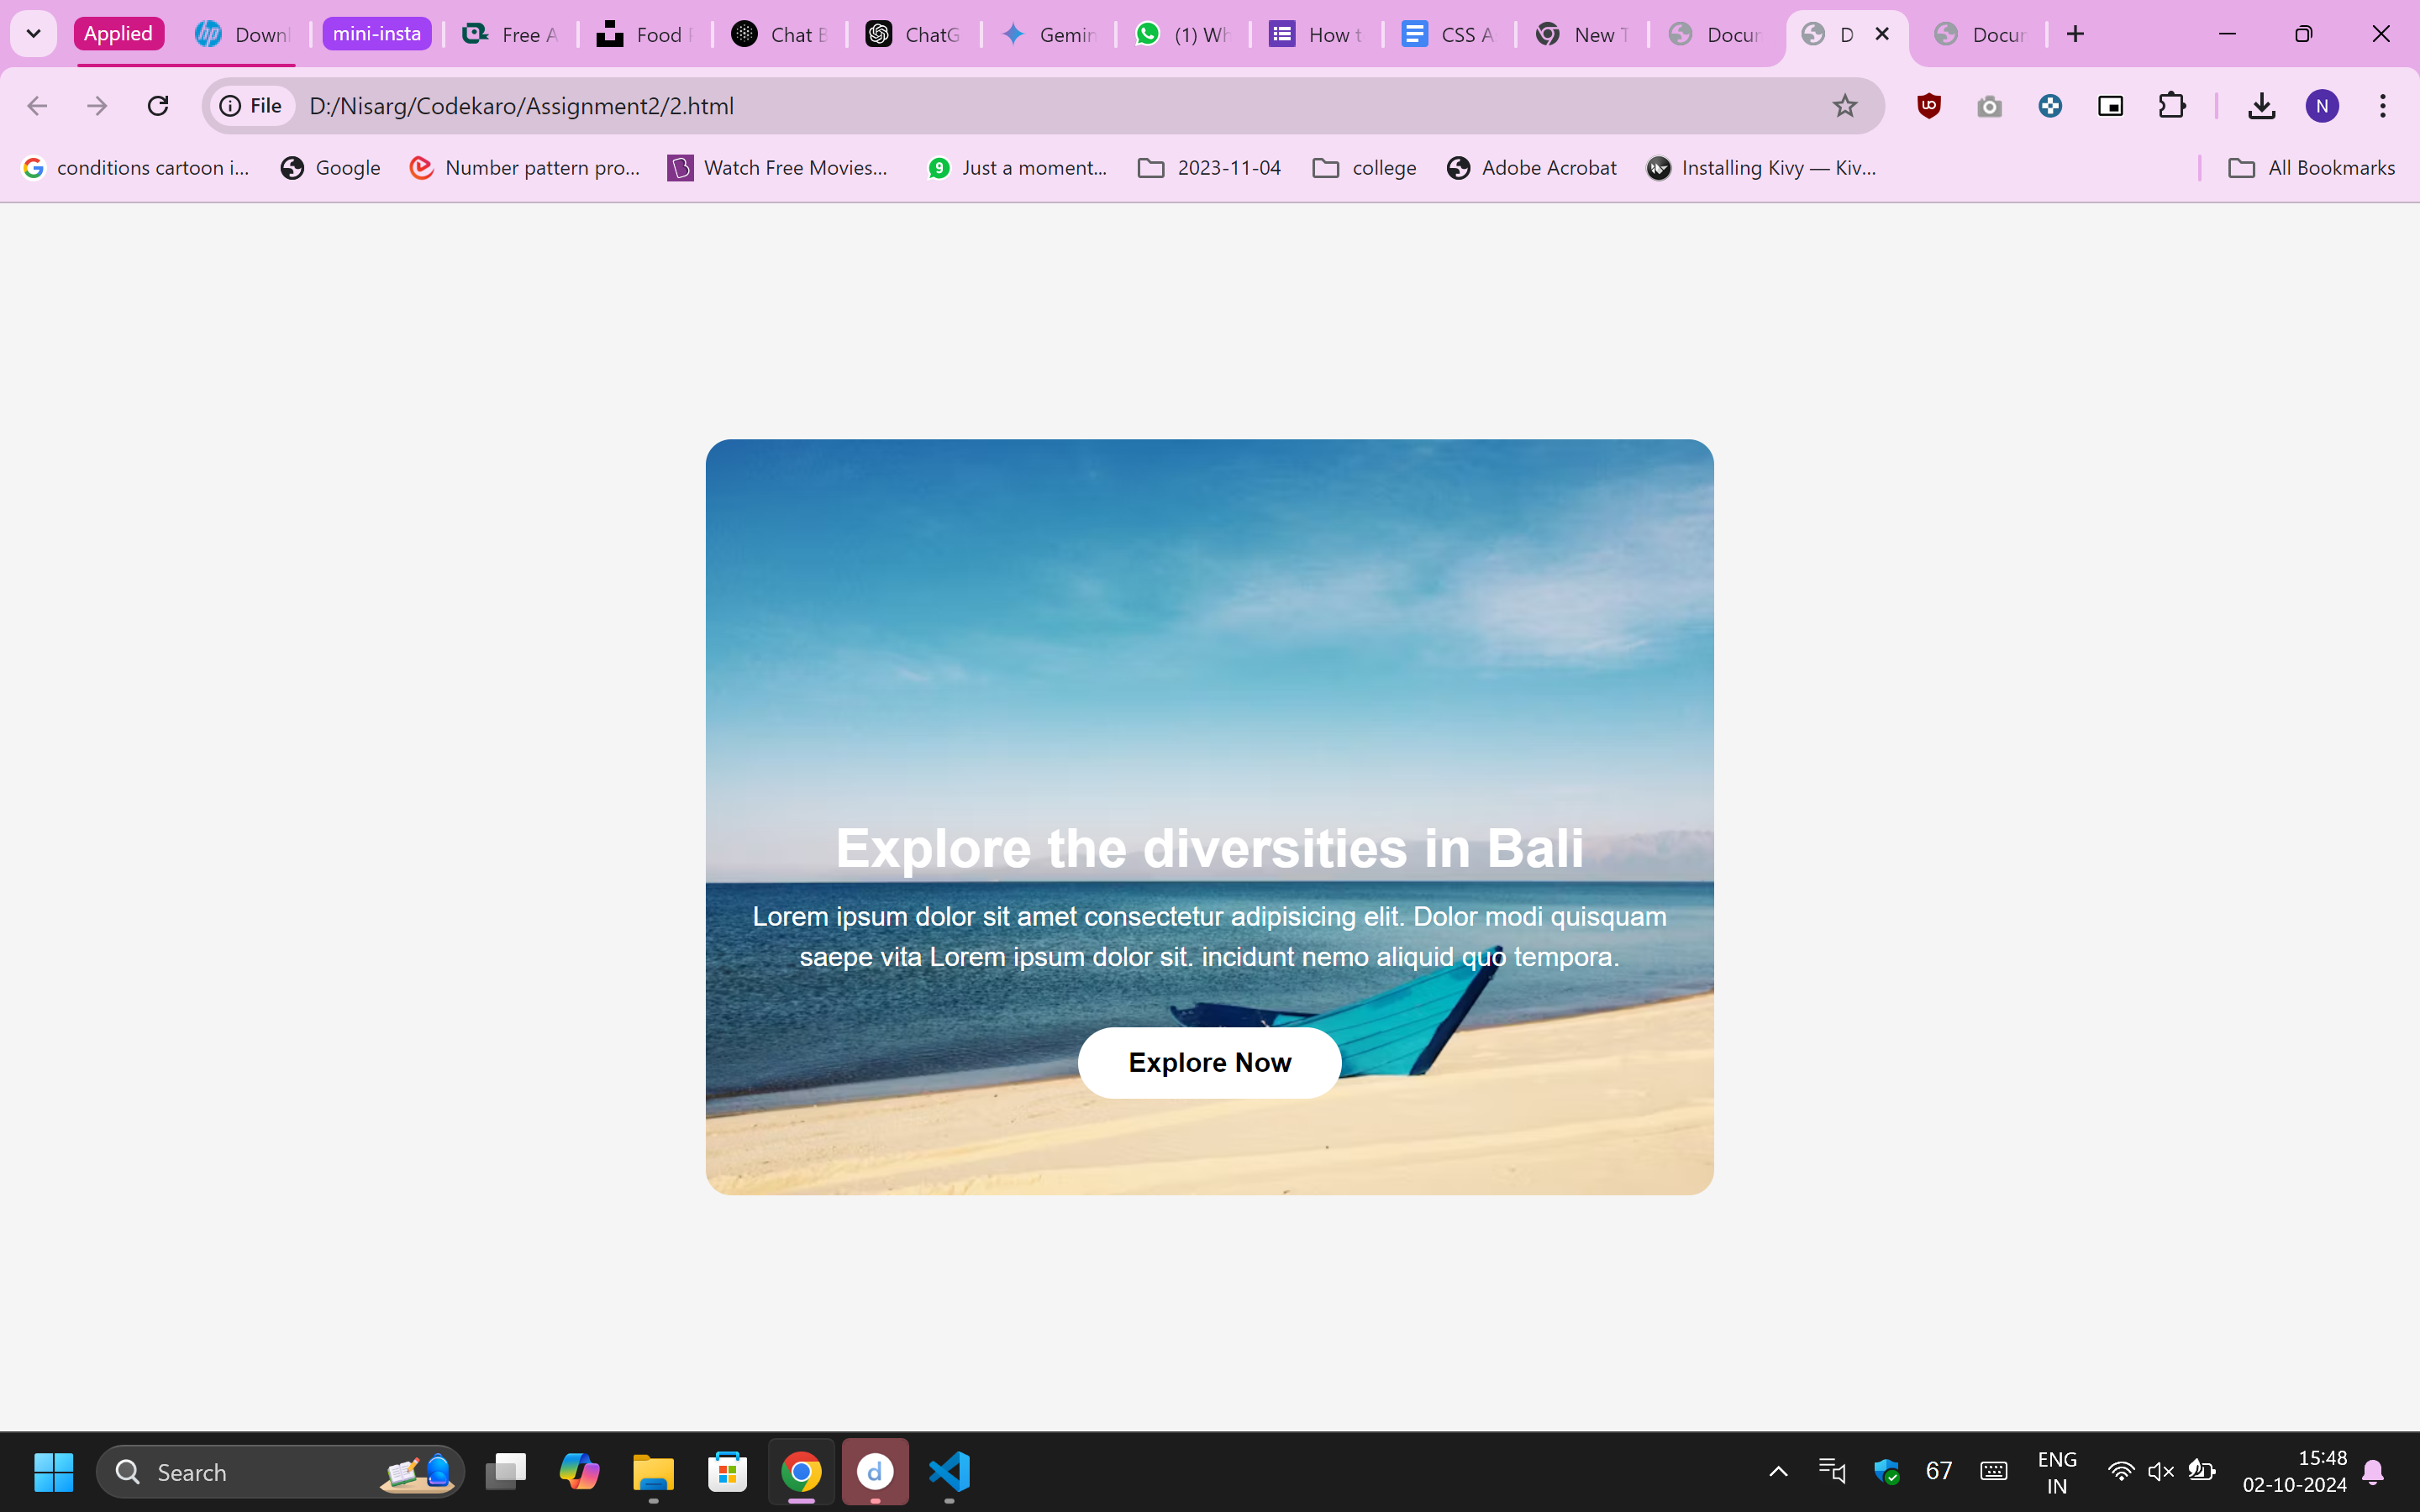 Applied
Downl
mini-insta
Free A
Food P
Chat B
ChatG
Gemin
(1) Wh
How t
CSS A
New T
Docur
D
Docur
File
D:/Nisarg/Codekaro/Assignment2/2.html
N
conditions cartoon i...
Google
Number pattern pro...
Watch Free Movies...
Just a moment...
2023-11-04
college
Adobe Acrobat
Installing Kivy — Kiv...
All Bookmarks
Explore the diversities in Bali
Lorem ipsum dolor sit amet consectetur adipisicing elit. Dolor modi quisquam
saepe vita Lorem ipsum dolor sit. incidunt nemo aliquid quo tempora.
Explore Now
Search
d
67
ENG
IN
15:48
02-10-2024